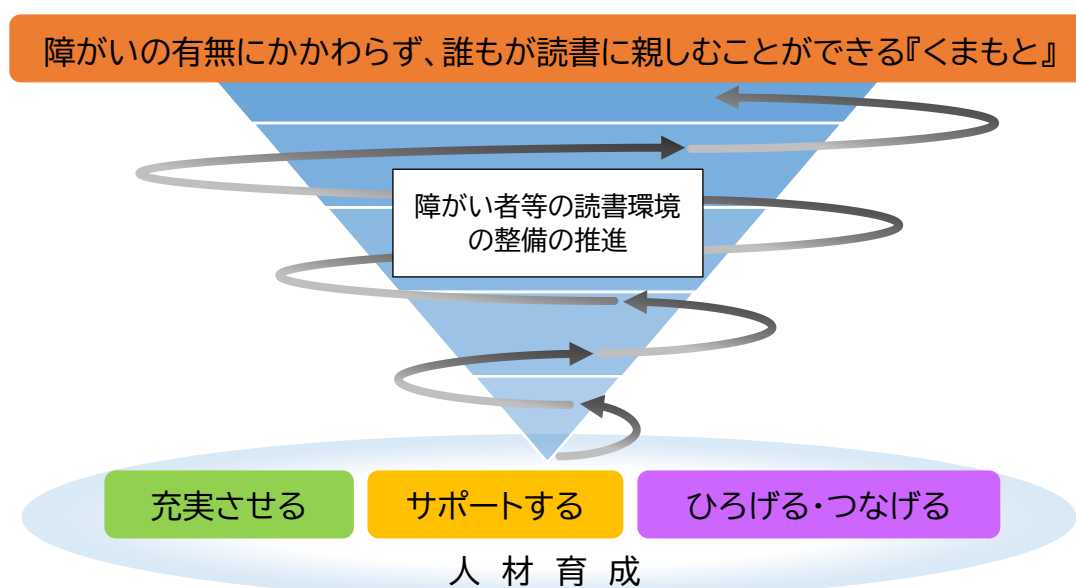 障がいの有無にかかわらず、誰もが読書に親しむことができる『くまもと』
障がい者等の読書環境
の整備の推進
充実させる
サポートする
ひろげる・つなげる
人材育成